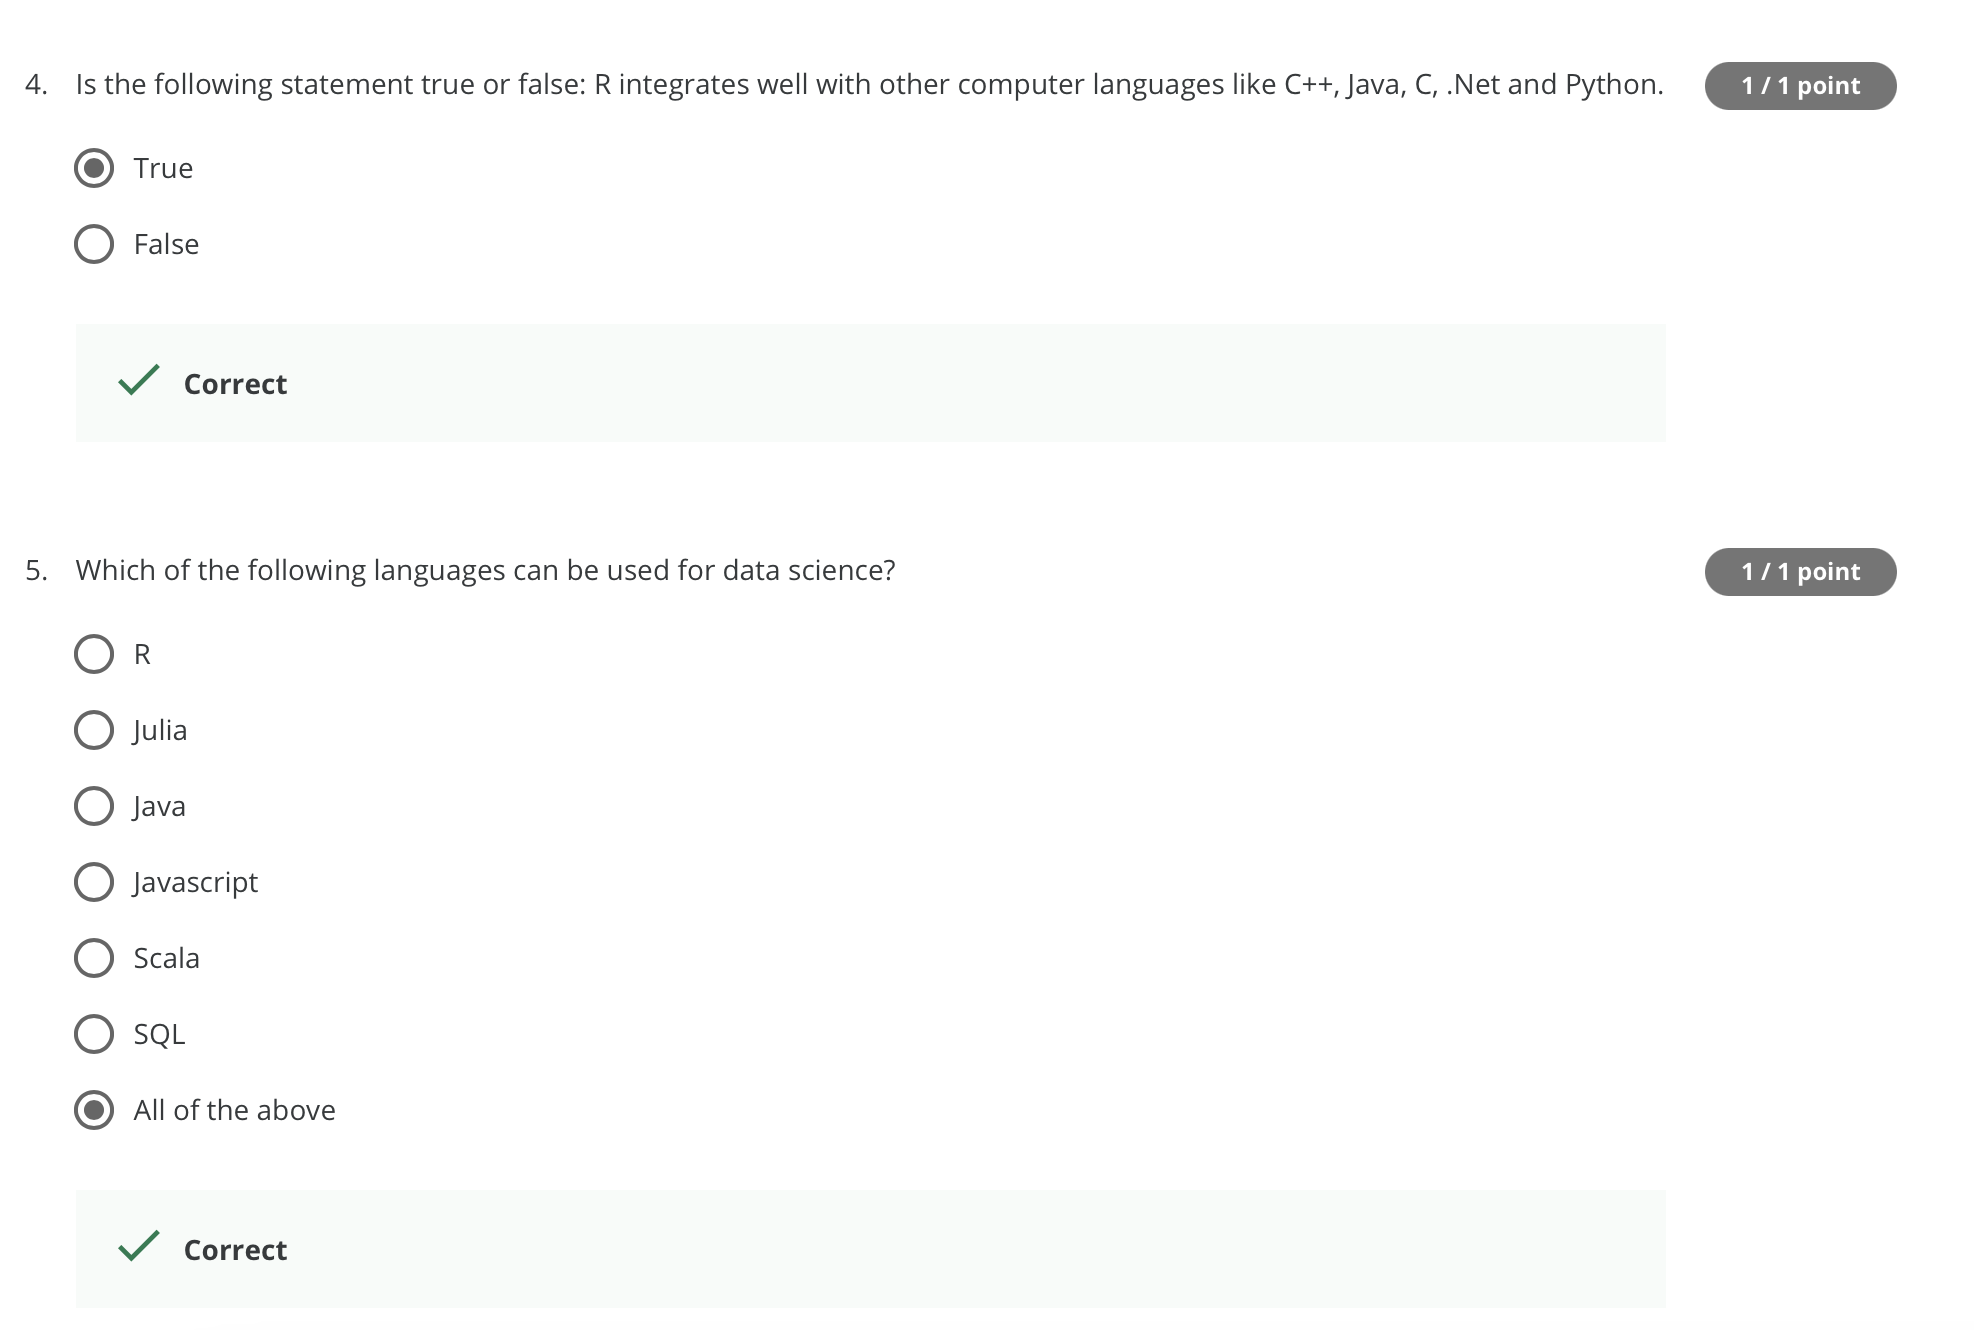 4. Is the following statement true or false: R integrates well with other computer languages like C++, Java, C, .Net and Python.
1 / 1 point
True
False
Correct
5. Which of the following languages can be used for data science?
1 / 1 point
R
Julia
Java
Javascript
Scala
SQL
All of the above
Correct